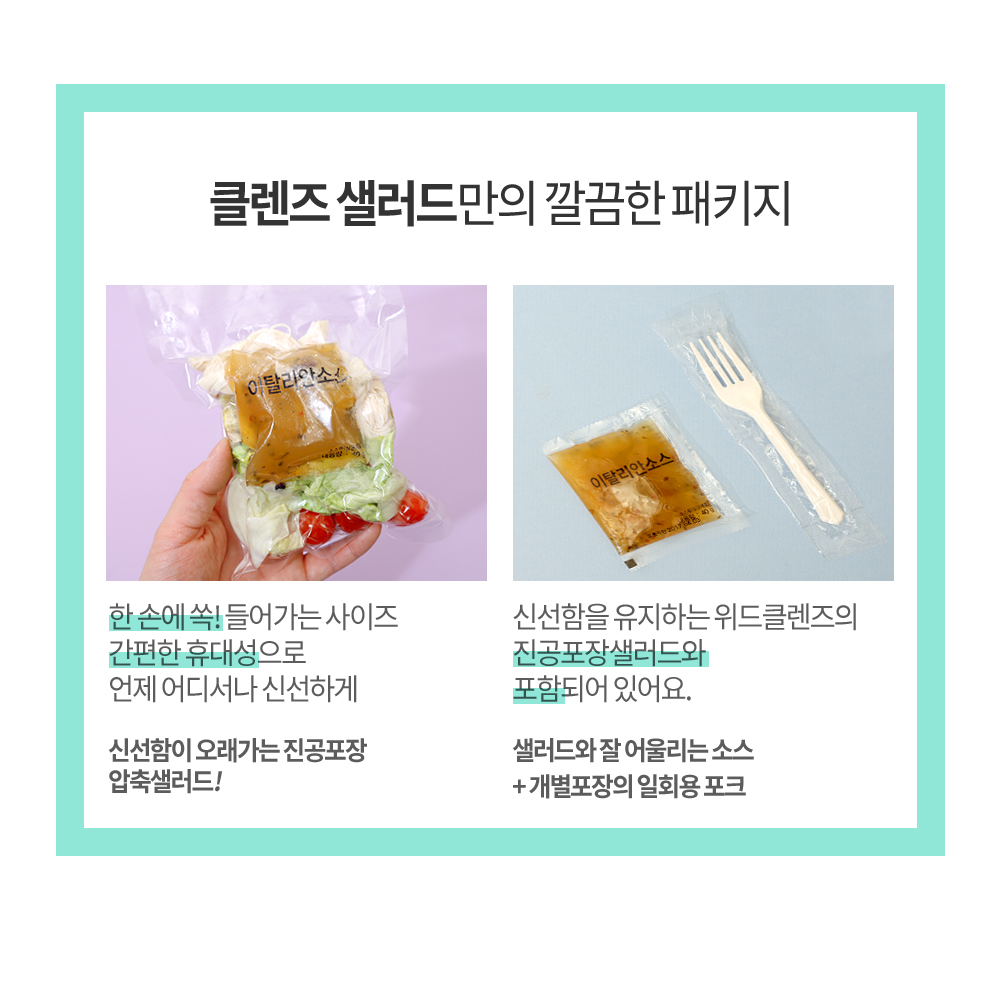 클렌즈 샐러드만의 깔끔한 패키지
이탈리안소스
이탈리안소스
한 손에 쏙! 들어가는 사이즈
간편한 휴대성으로
언제 어디서나 신선하게
신선함이 오래가는 진공포장
압축샐러드!
신선함을 유지하는 위드클렌즈의
진공포장샐러드와
포함되어 있어요.
샐러드와 잘 어울리는 소스
+ 개별포장의 일회용 포크